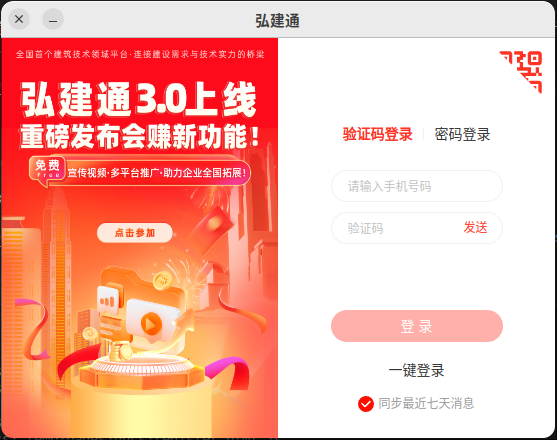 弘建通
全国首个建筑技术领域平台·连接建设需求与技术实力的桥梁
弘建通3.0上线
重磅发布会赚新功能！
免费
Free
宣传视频·多平台推广·助力企业全国拓展！
点击参加
验证码登录
密码登录
请输入手机号码
验证码
发送
登录
一键登录
同步最近七天消息